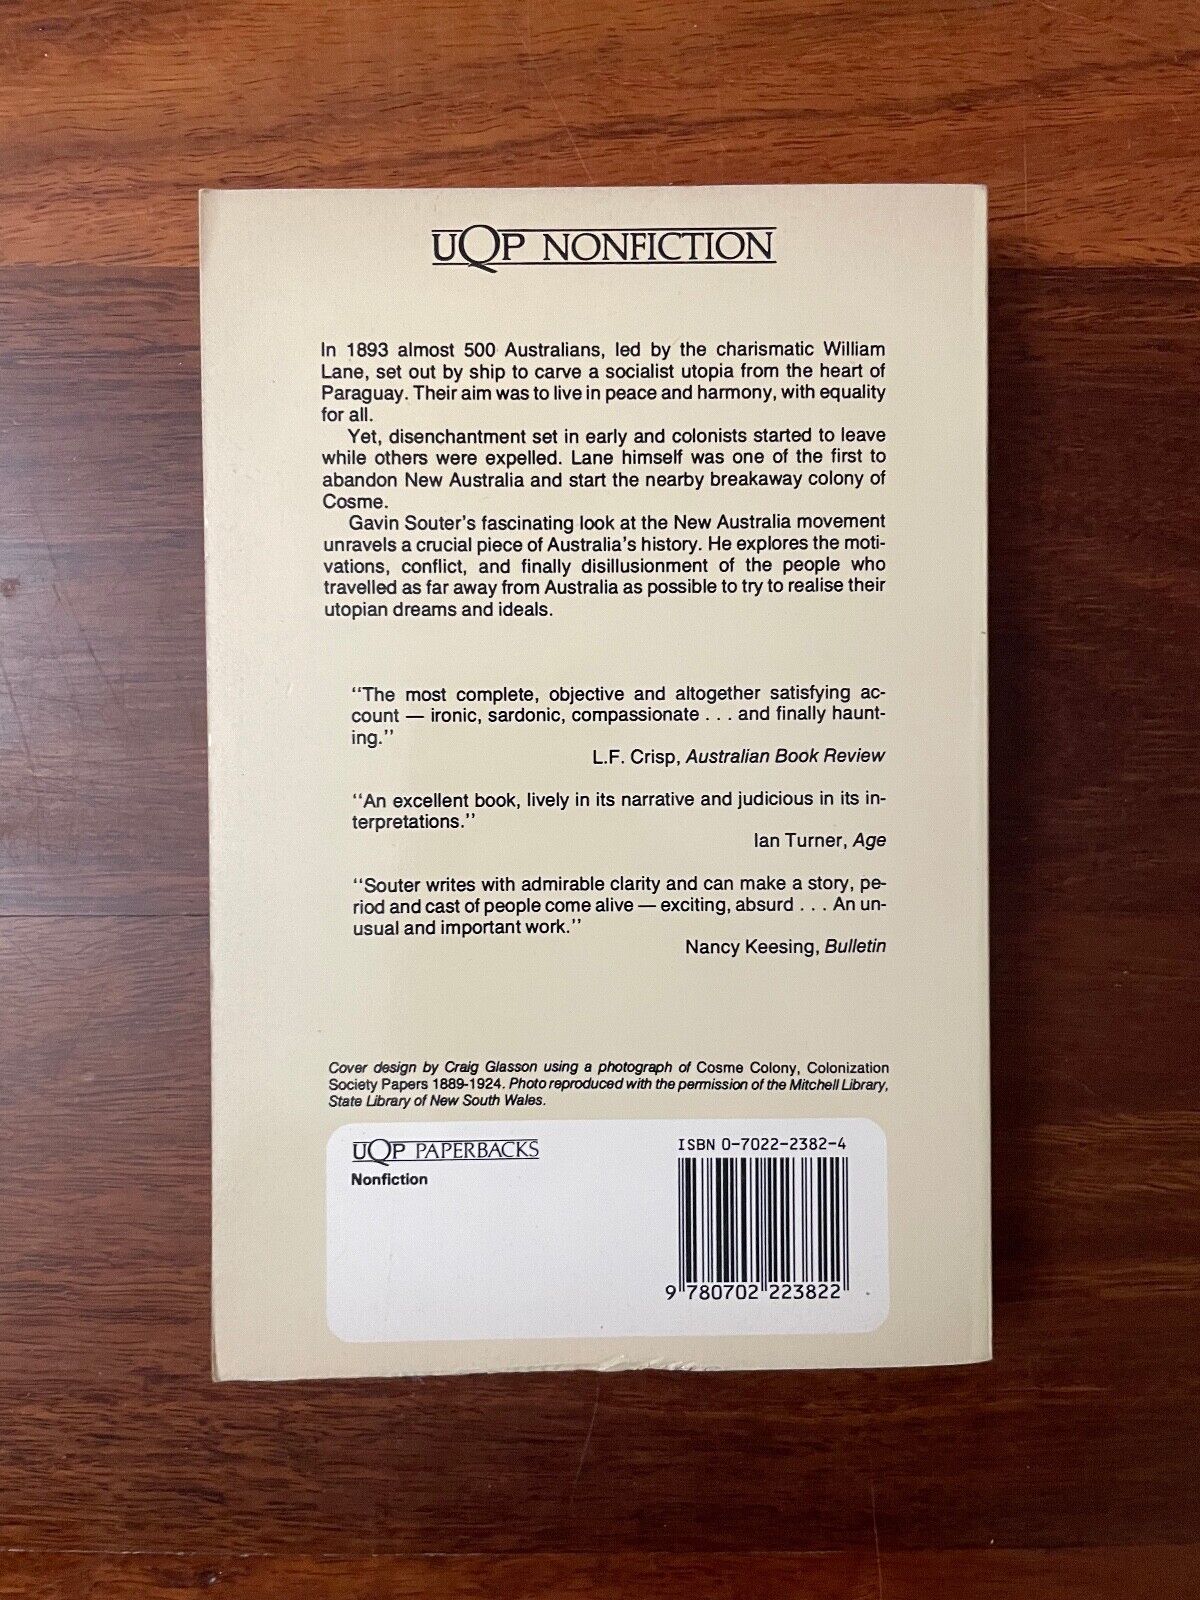 UQP NONFICTION
In 1893 almost 500 Australians, led by the charismatic William
Lane, set out by ship to carve a socialist utopia from the heart of
Paraguay. Their aim was to live in peace and harmony, with equality
for all.
Yet, disenchantment set in early and colonists started to leave
while others were expelled. Lane himself was one of the first to
abandon New Australia and start the nearby breakaway colony of
Cosme.
Gavin Souter's fascinating look at the New Australia movement
unravels a crucial piece of Australia's history. He explores the moti-
vations, conflict, and finally disillusionment of the people who
travelled as far away from Australia as possible to try to realise their
utopian dreams and ideals.
"The most complete, objective and altogether satisfying ac-
count — ironic, sardonic, compassionate . . . and finally haunt-
ing."
L.F. Crisp, Australian Book Review
"An excellent book, lively in its narrative and judicious in its in-
terpretations."
Ian Turner, Age
"Souter writes with admirable clarity and can make a story, pe-
riod and cast of people come alive — exciting, absurd . . . An un-
usual and important work."
Nancy Keesing, Bulletin
Cover design by Craig Glasson using a photograph of Cosme Colony, Colonization
Society Papers 1889-1924. Photo reproduced with the permission of the Mitchell Library,
State Library of New South Wales.
UQP PAPERBACKS
Nonfiction
ISBN 0-7022-2382-4
9 780702 223822